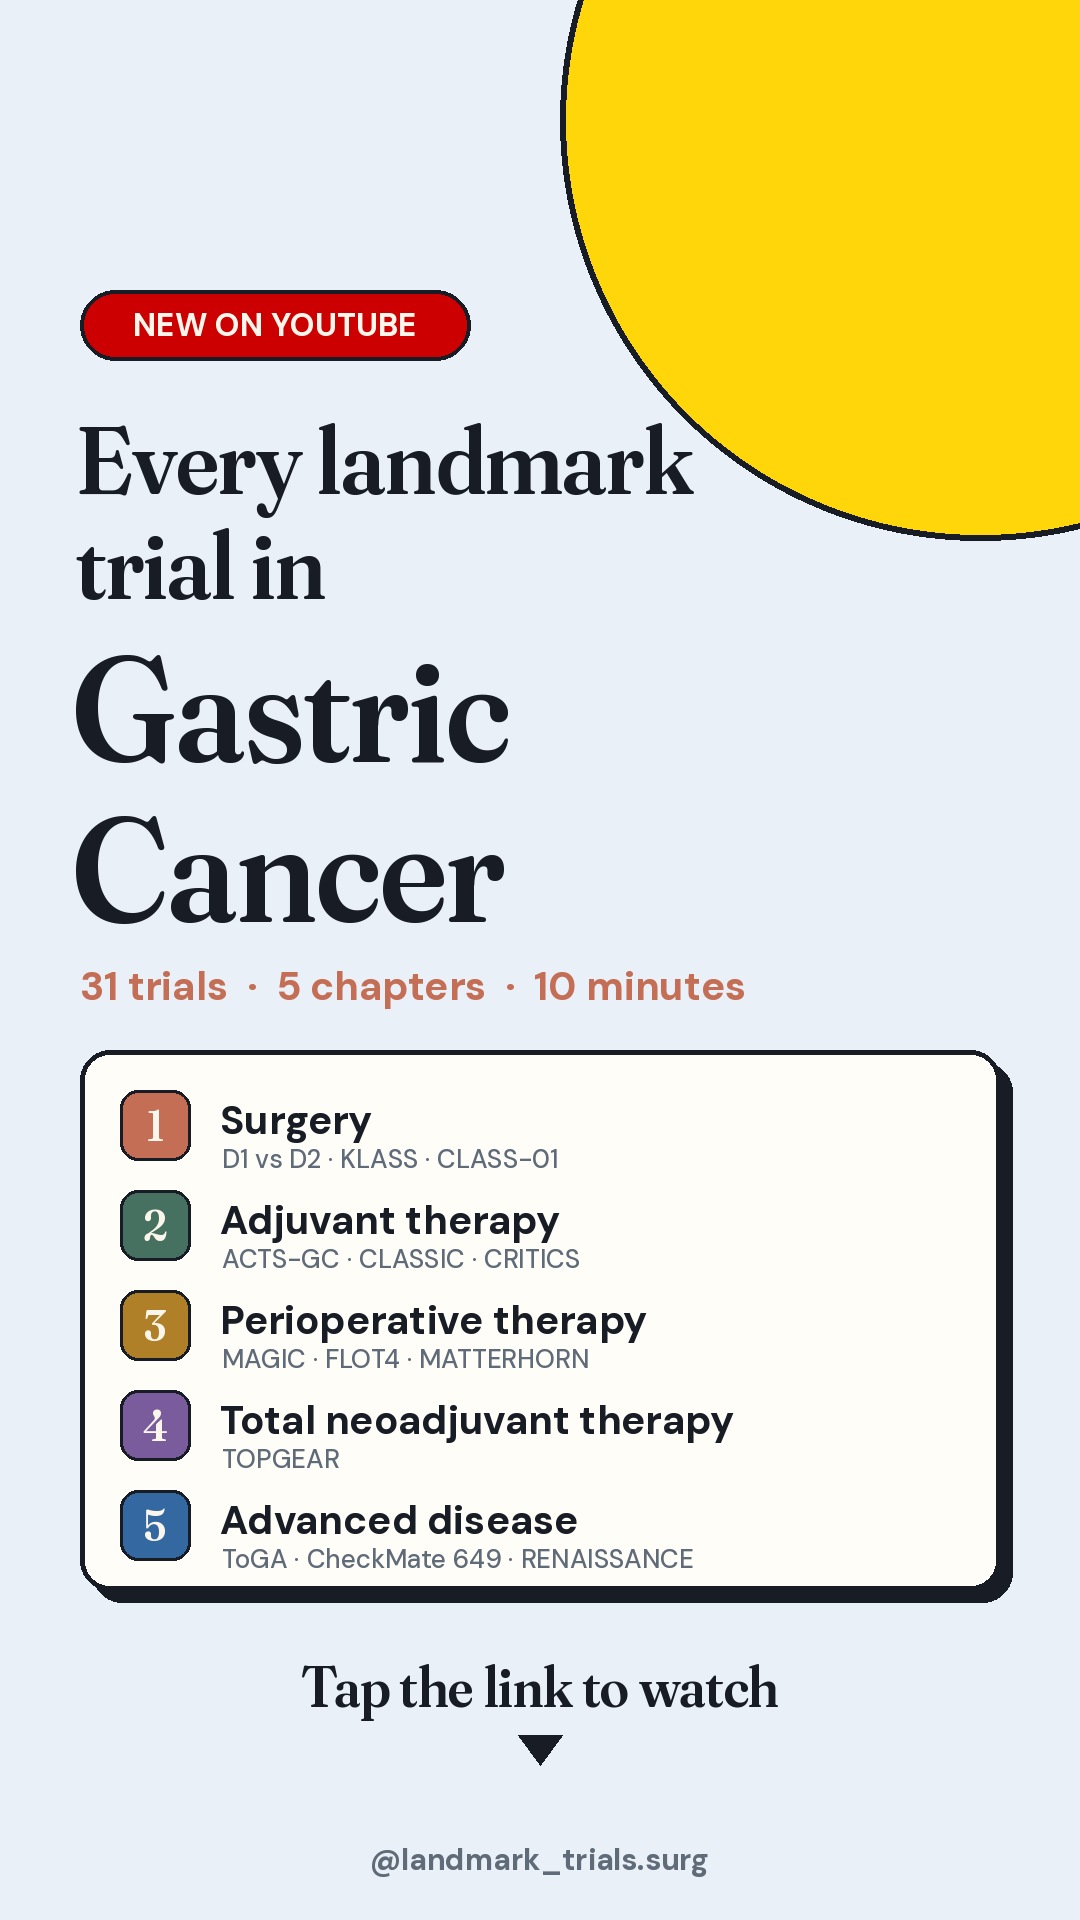 NEW ON YOUTUBE
Every landmark
trial in
Gastric
Cancer
31 trials · 5 chapters · 10 minutes
1 Surgery
D1 vs D2 · KLASS · CLASS-01
2 Adjuvant therapy
ACTS-GC · CLASSIC · CRITICS
3 Perioperative therapy
MAGIC · FLOT4 · MATTERHORN
4 Total neoadjuvant therapy
TOPGEAR
5 Advanced disease
ToGA · CheckMate 649 · RENAISSANCE
Tap the link to watch
@landmark_trials.surg